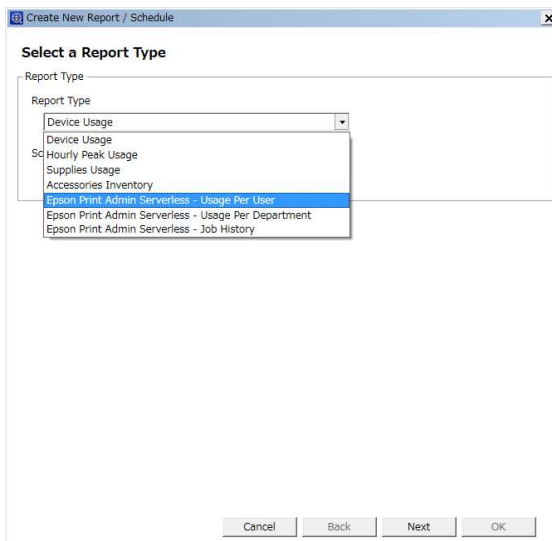 Create New Report / Schedule
Select a Report Type
Report Type
Report Type
Device Usage
Device Usage
Hourly Peak Usage
Supplies Usage
Accessories Inventory
Epson Print Admin Serverless - Usage Per User
Epson Print Admin Serverless - Usage Per Department
Epson Print Admin Serverless - Job History
Cancel Back Next OK